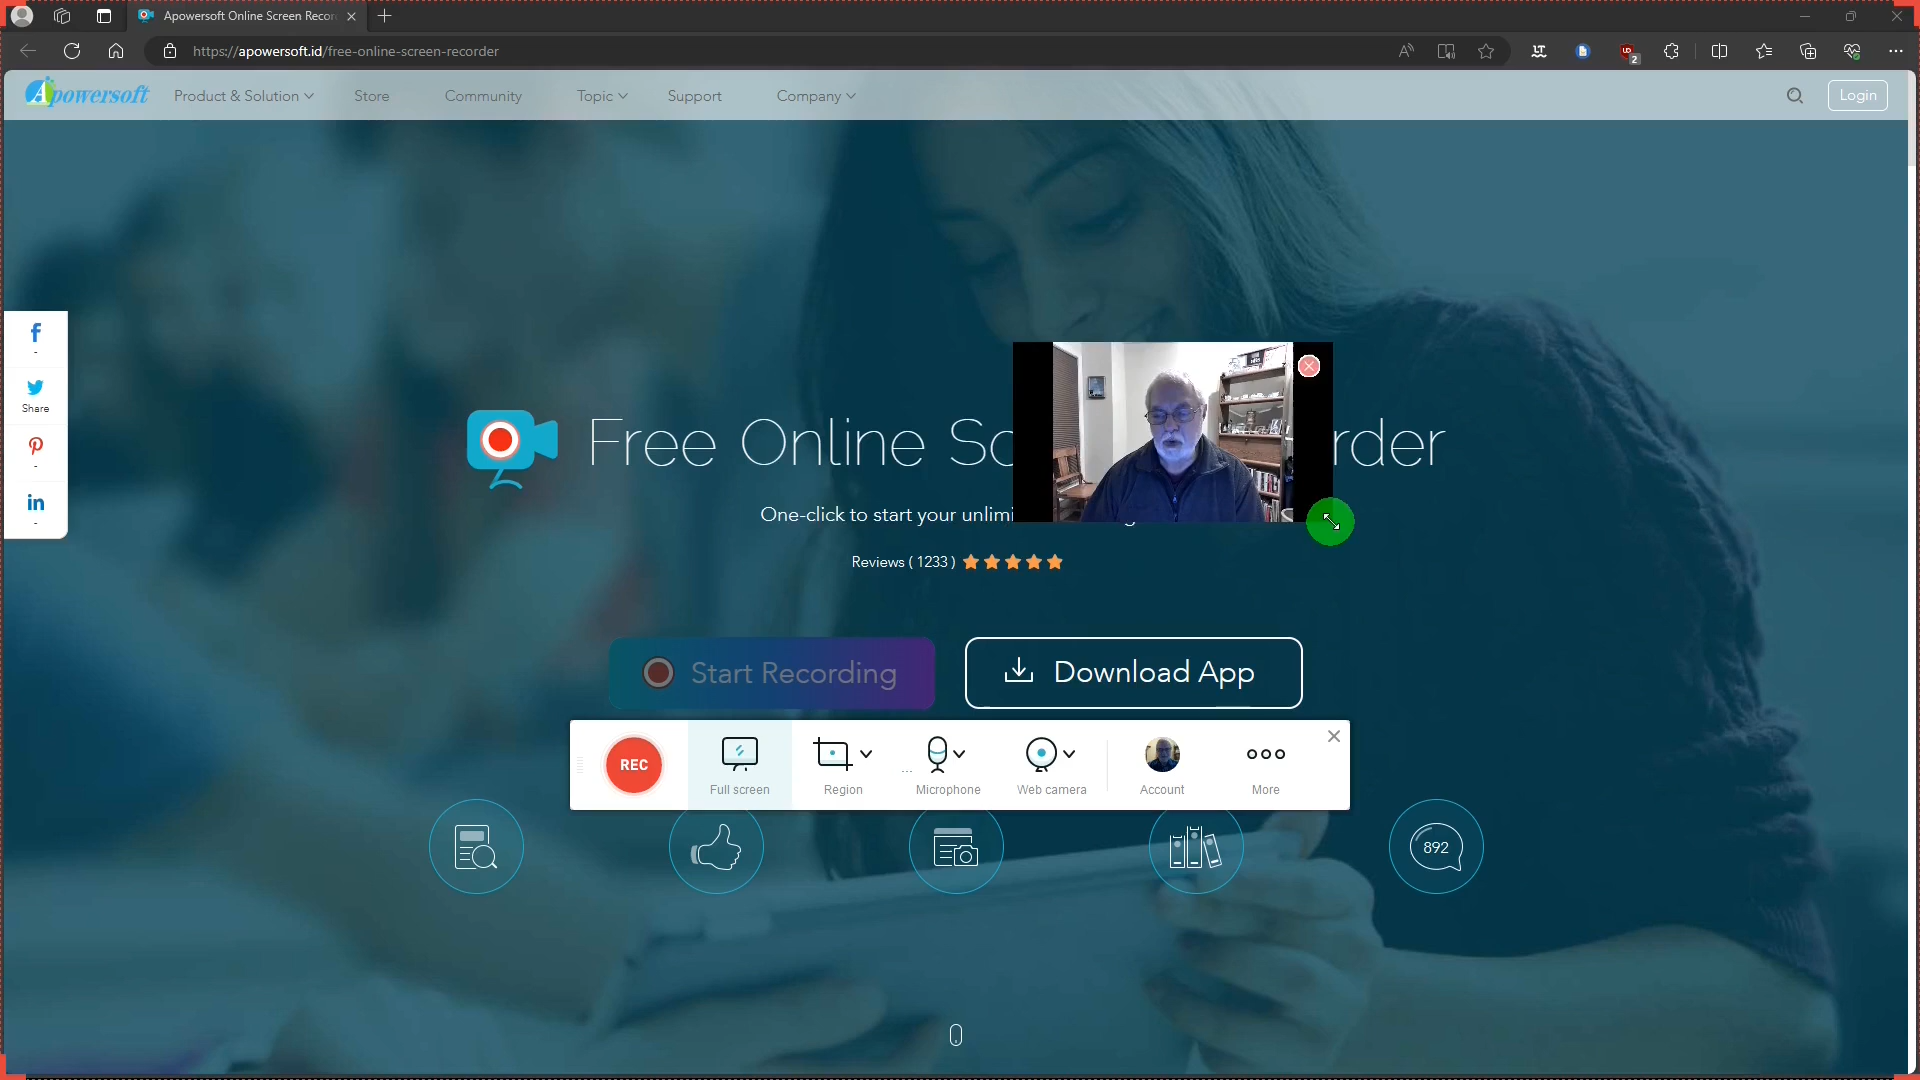 Apowersoft Online Screen Recor
https://apowersoft.id/free-online-screen-recorder
2
Apowersoft
Product & Solution
Store
Community
Topic
Support
Company
Login
-
Share
-
-
Free Online Sc
rder
One-click to start your unlimi
Reviews ( 1233 )
Start Recording
Download App
REC
Full screen
Region
...
Microphone
Web camera
Account
More
892